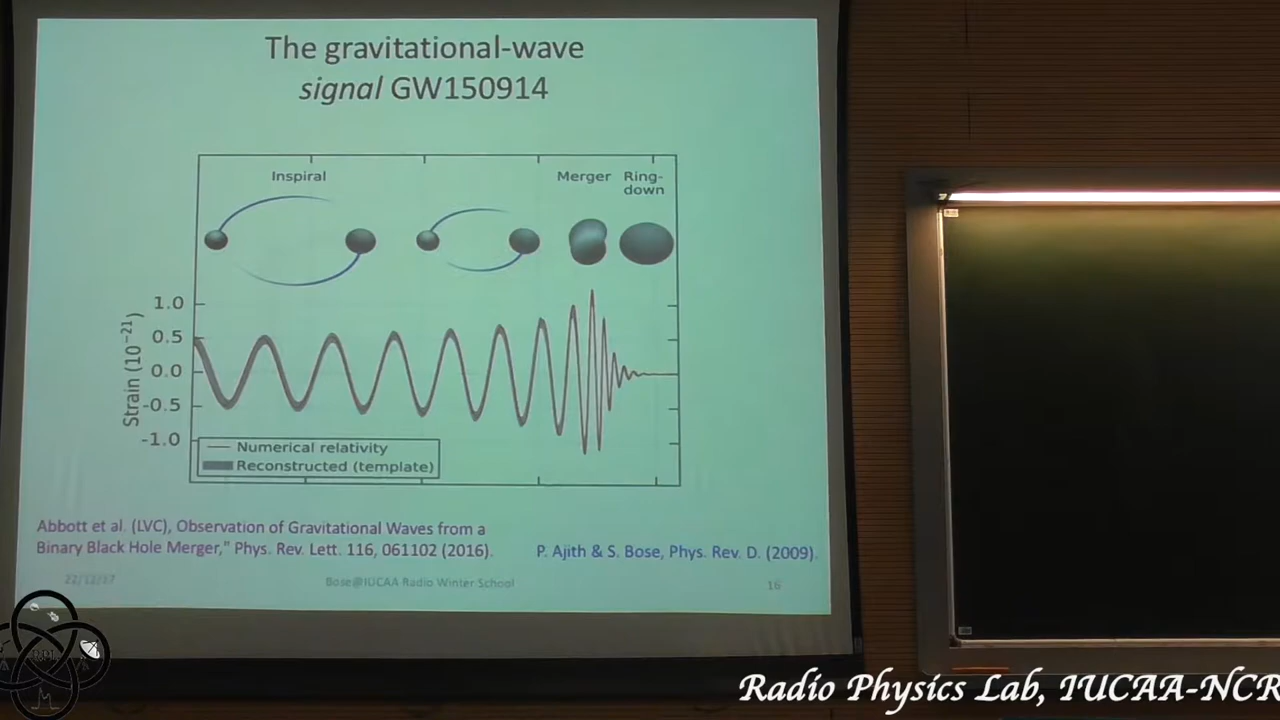 The gravitational-wave
signal GW150914
Inspiral
Merger
Ring-
down
1.0
0.5
0.0
-0.5
-1.0
Strain (10⁻²¹)
Numerical relativity
Reconstructed (template)
Abbott et al. (LVC), Observation of Gravitational Waves from a
Binary Black Hole Merger," Phys. Rev. Lett. 116, 061102 (2016).
P. Ajith & S. Bose, Phys. Rev. D. (2009).
Bose@IUCAA Radio Winter School
16
Radio Physics Lab, IUCAA-NCR